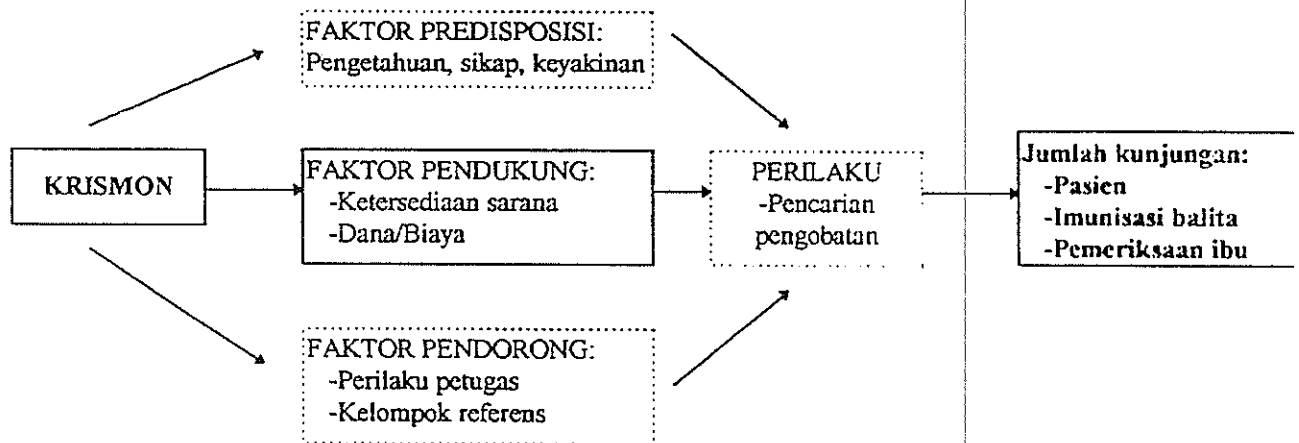 FAKTOR PREDISPOSISI:
Pengetahuan, sikap, keyakinan
KRISMON
FAKTOR PENDUKUNG:
-Ketersediaan sarana
-Dana/Biaya
PERILAKU
-Pencarian
pengobatan
Jumlah kunjungan:
-Pasien
-Imunisasi balita
-Pemeriksaan ibu
FAKTOR PENDORONG:
-Perilaku petugas
-Kelompok referens